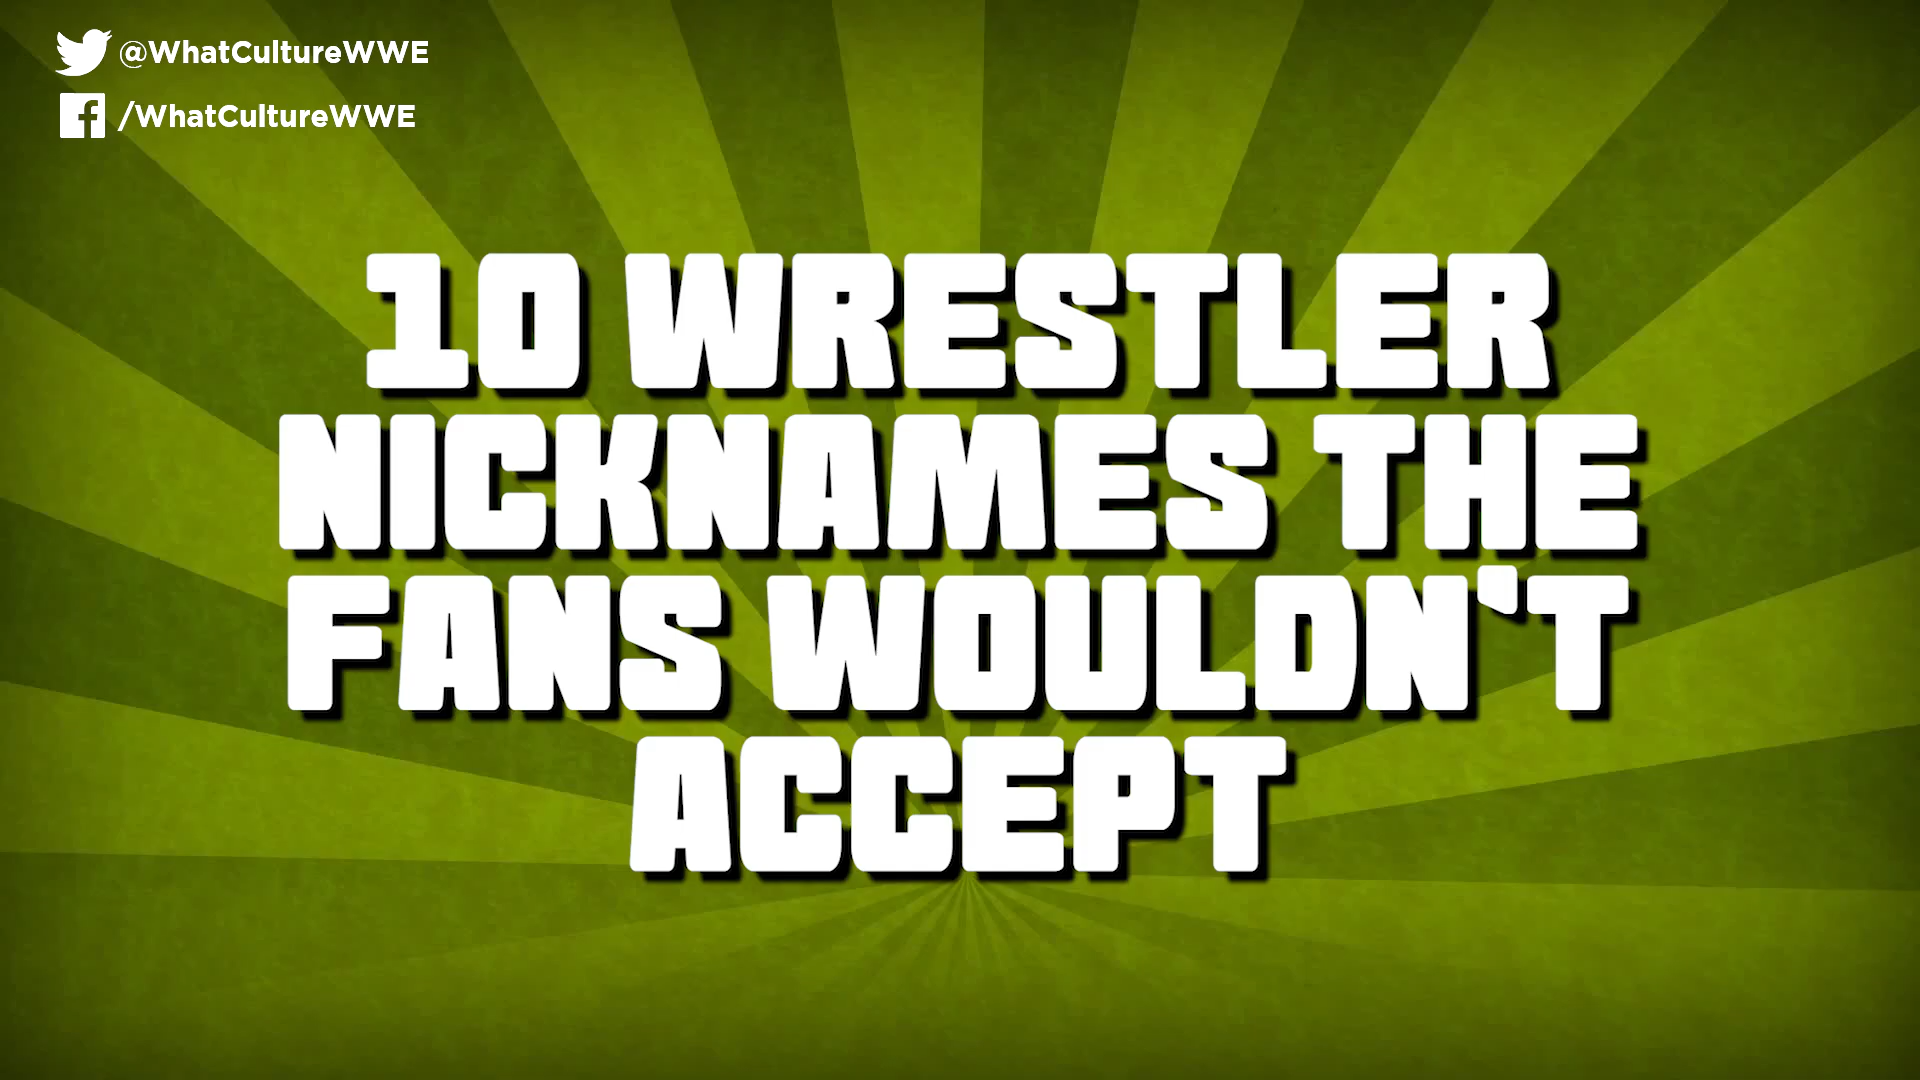 @WhatCultureWWE
/WhatCultureWWE
10 WRESTLER
NICKNAMES THE
FANS WOULDN'T
ACCEPT